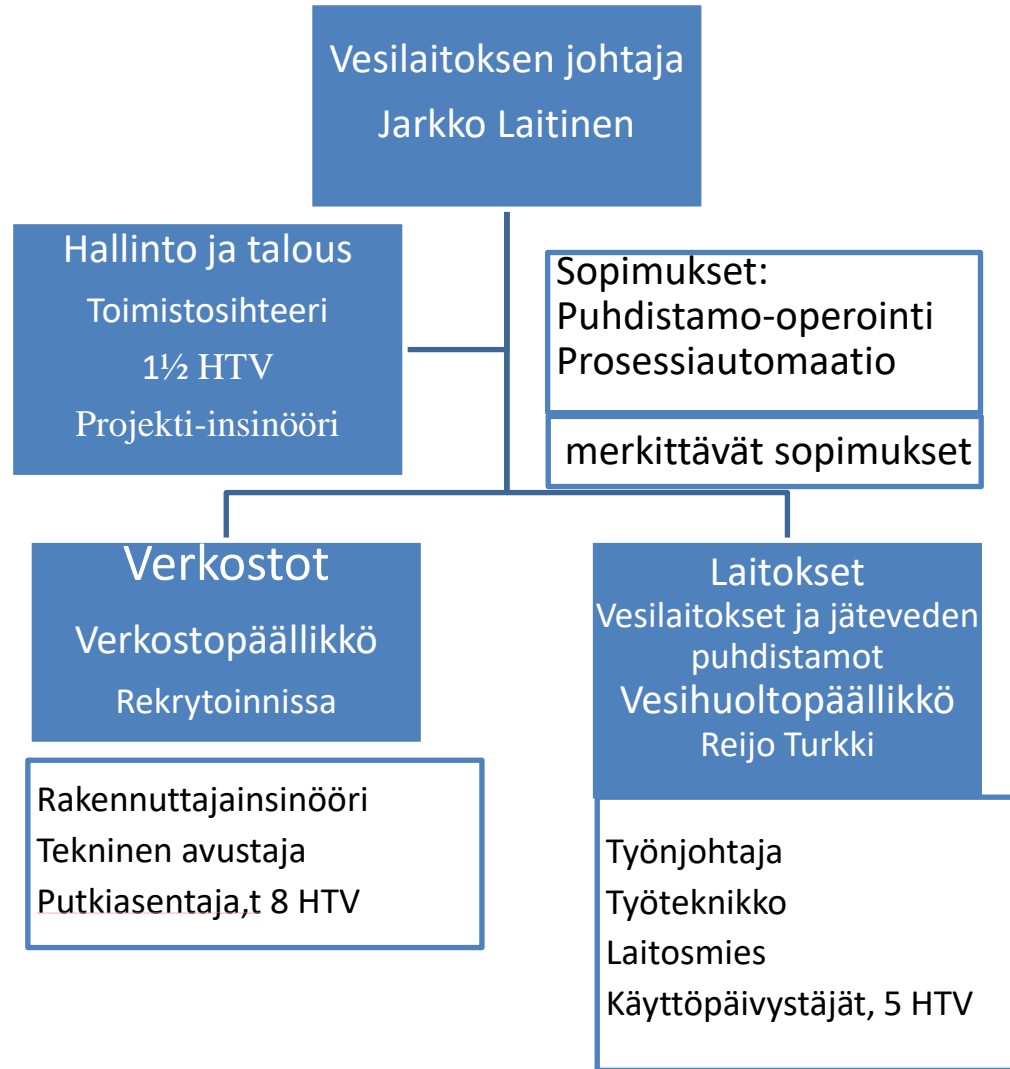 Vesilaitoksen johtaja
Jarkko Laitinen
Hallinto ja talous
Toimistosihteeri
1½ HTV
Projekti-insinööri
Sopimukset:
Puhdistamo-operointi
Prosessiautomaatio
merkittävät sopimukset
Verkostot
Verkostopäällikkö
Rekrytoinnissa
Rakennuttajainsinööri
Tekninen avustaja
Putkiasentaja,t 8 HTV
Laitokset
Vesilaitokset ja jäteveden
puhdistamot
Vesihuoltopäällikkö
Reijo Turkki
Työnjohtaja
Työteknikko
Laitosmies
Käyttöpäivystäjät, 5 HTV